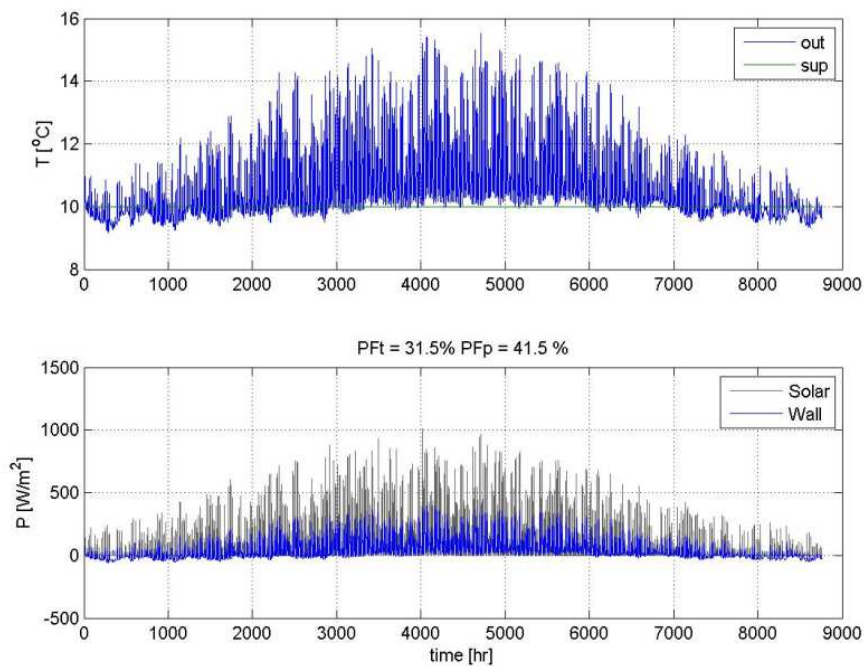 16
14
12
10
8
T [°C]
out
sup
0 1000 2000 3000 4000 5000 6000 7000 8000 9000
PFt = 31.5% PFp = 41.5 %
1500
1000
500
0
-500
P [W/m²]
Solar
Wall
0 1000 2000 3000 4000 5000 6000 7000 8000 9000
time [hr]